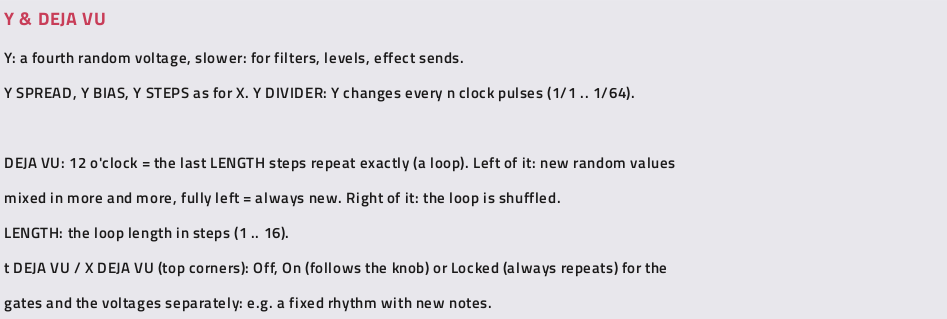 Y & DEJA VU
Y: a fourth random voltage, slower: for filters, levels, effect sends.
Y SPREAD, Y BIAS, Y STEPS as for X. Y DIVIDER: Y changes every n clock pulses (1/1 .. 1/64).
DEJA VU: 12 o'clock = the last LENGTH steps repeat exactly (a loop). Left of it: new random values
mixed in more and more, fully left = always new. Right of it: the loop is shuffled.
LENGTH: the loop length in steps (1 .. 16).
t DEJA VU / X DEJA VU (top corners): Off, On (follows the knob) or Locked (always repeats) for the
gates and the voltages separately: e.g. a fixed rhythm with new notes.